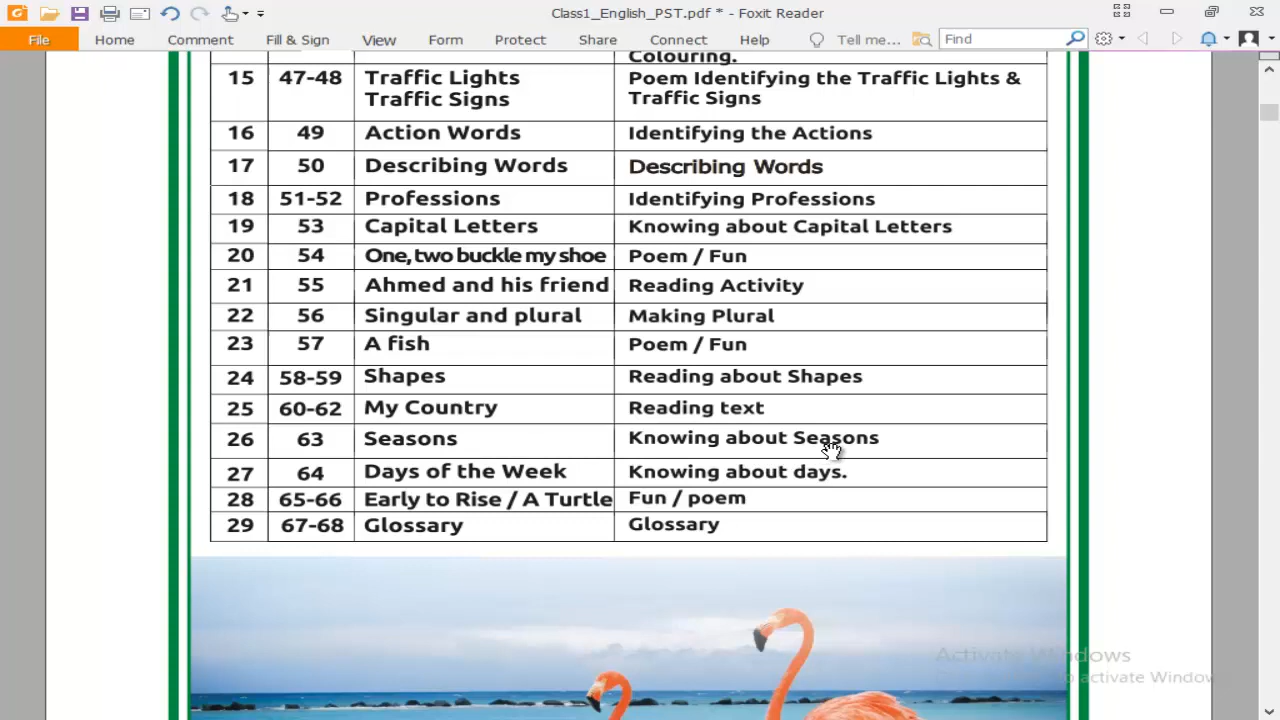 Class1_English_PST.pdf * - Foxit Reader
File Home Comment Fill & Sign View Form Protect Share Connect Help Tell me... Find
Colouring.
15 47-48 Traffic Lights Poem Identifying the Traffic Lights &
Traffic Signs Traffic Signs
16 49 Action Words Identifying the Actions
17 50 Describing Words Describing Words
18 51-52 Professions Identifying Professions
19 53 Capital Letters Knowing about Capital Letters
20 54 One, two buckle my shoe Poem / Fun
21 55 Ahmed and his friend Reading Activity
22 56 Singular and plural Making Plural
23 57 A fish Poem / Fun
24 58-59 Shapes Reading about Shapes
25 60-62 My Country Reading text
26 63 Seasons Knowing about Seasons
27 64 Days of the Week Knowing about days.
28 65-66 Early to Rise / A Turtle Fun / poem
29 67-68 Glossary Glossary
Activate Windows
to activate Window